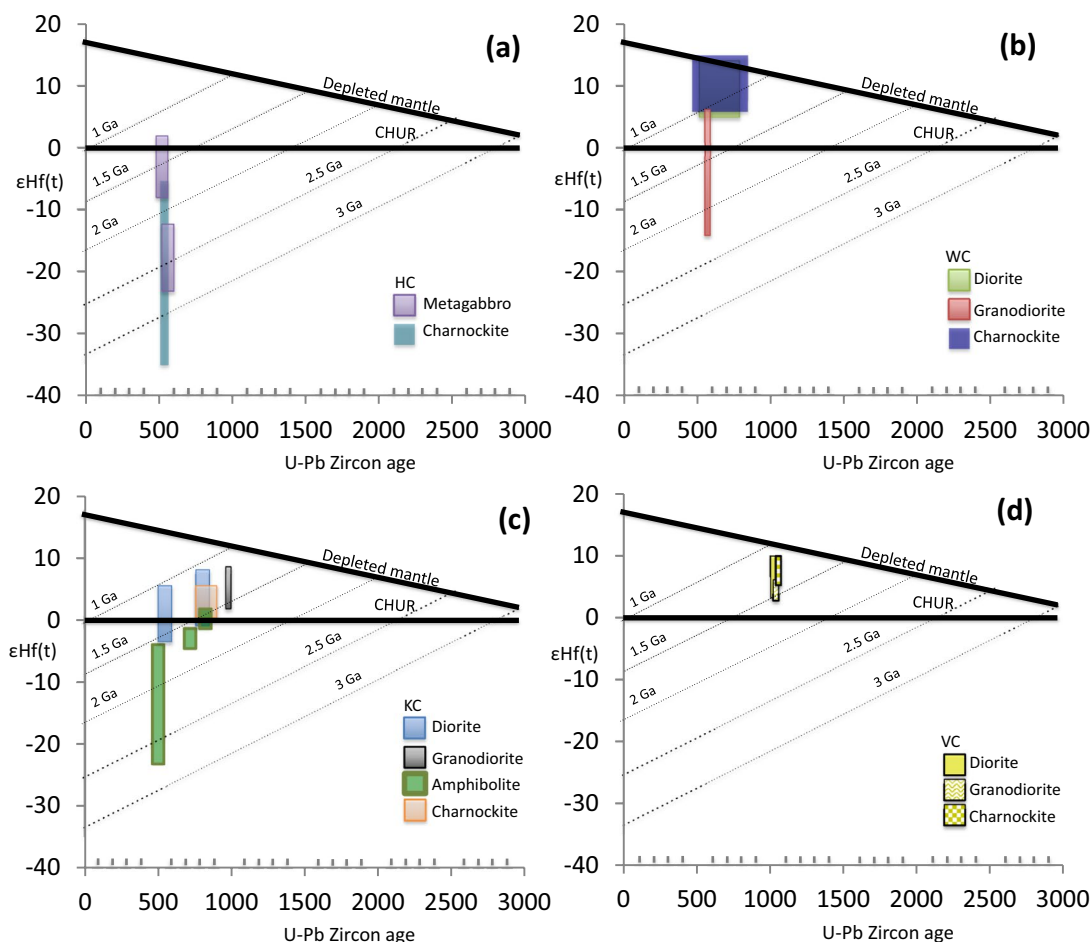 (a)
20
10
0
εHf(t)
-10
-20
-30
-40
Depleted mantle
CHUR
1 Ga
1.5 Ga
2 Ga
2.5 Ga
3 Ga
HC
Metagabbro
Charnockite
0 500 1000 1500 2000 2500 3000
U-Pb Zircon age
(b)
20
10
0
εHf(t)
-10
-20
-30
-40
Depleted mantle
CHUR
1 Ga
1.5 Ga
2 Ga
2.5 Ga
3 Ga
WC
Diorite
Granodiorite
Charnockite
0 500 1000 1500 2000 2500 3000
U-Pb Zircon age
(c)
20
10
0
εHf(t)
-10
-20
-30
-40
Depleted mantle
CHUR
1 Ga
1.5 Ga
2 Ga
2.5 Ga
3 Ga
KC
Diorite
Granodiorite
Amphibolite
Charnockite
0 500 1000 1500 2000 2500 3000
U-Pb Zircon age
(d)
20
10
0
εHf(t)
-10
-20
-30
-40
Depleted mantle
CHUR
1 Ga
1.5 Ga
2 Ga
2.5 Ga
3 Ga
VC
Diorite
Granodiorite
Charnockite
0 500 1000 1500 2000 2500 3000
U-Pb Zircon age